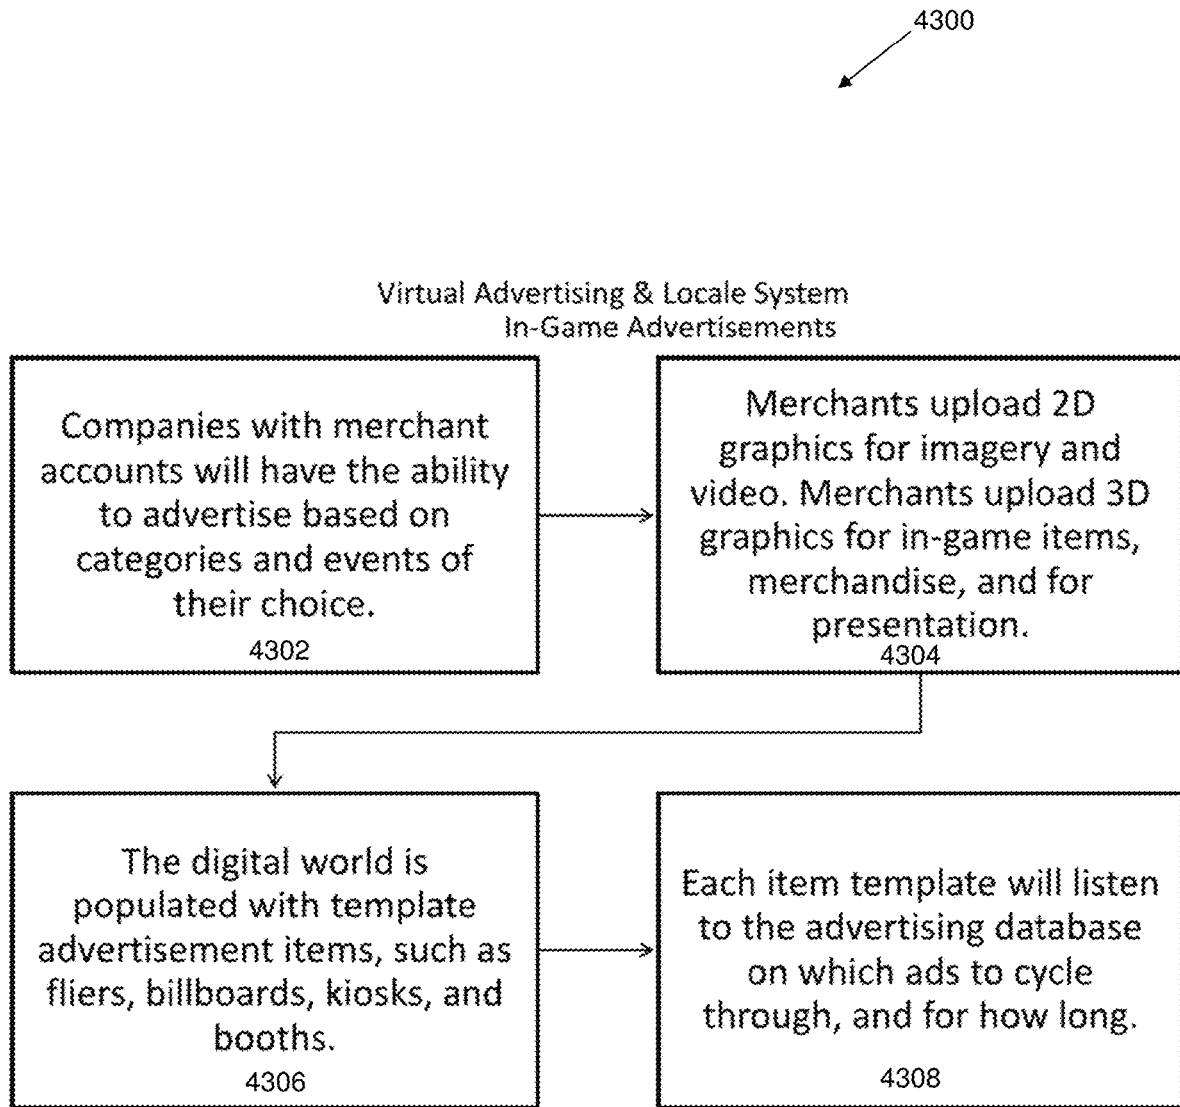 4300
Virtual Advertising & Locale System
In-Game Advertisements
Companies with merchant
accounts will have the ability
to advertise based on
categories and events of
their choice.
4302
Merchants upload 2D
graphics for imagery and
video. Merchants upload 3D
graphics for in-game items,
merchandise, and for
presentation.
4304
The digital world is
populated with template
advertisement items, such as
fliers, billboards, kiosks, and
booths.
4306
Each item template will listen
to the advertising database
on which ads to cycle
through, and for how long.
4308